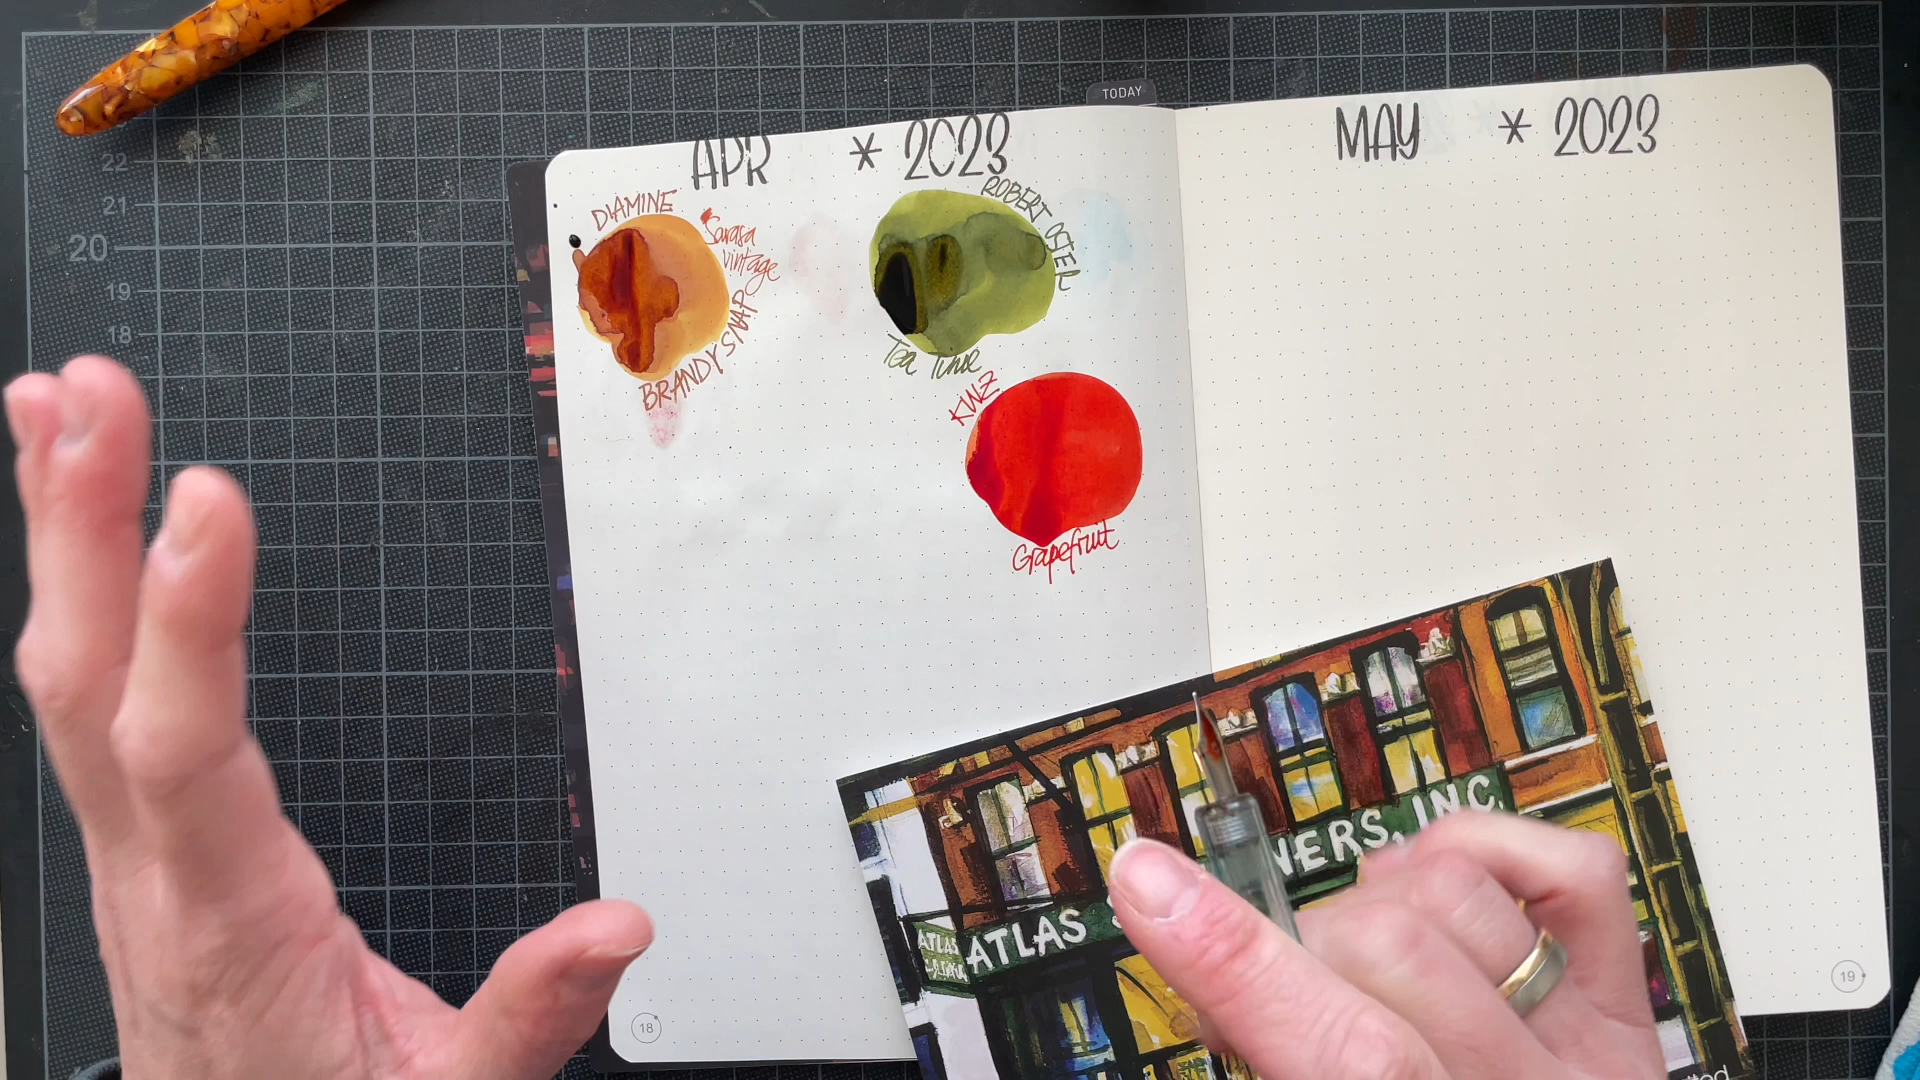 TODAY
APR * 2023
MAY * 2023
DIAMINE
Sarasa
vintage
BRANDY SNAP
ROBERT OSTER
Tea Time
KWZ
Grapefruit
22
21
20
19
18
ATLAS
ATLAS
NERS, INC.
18
19